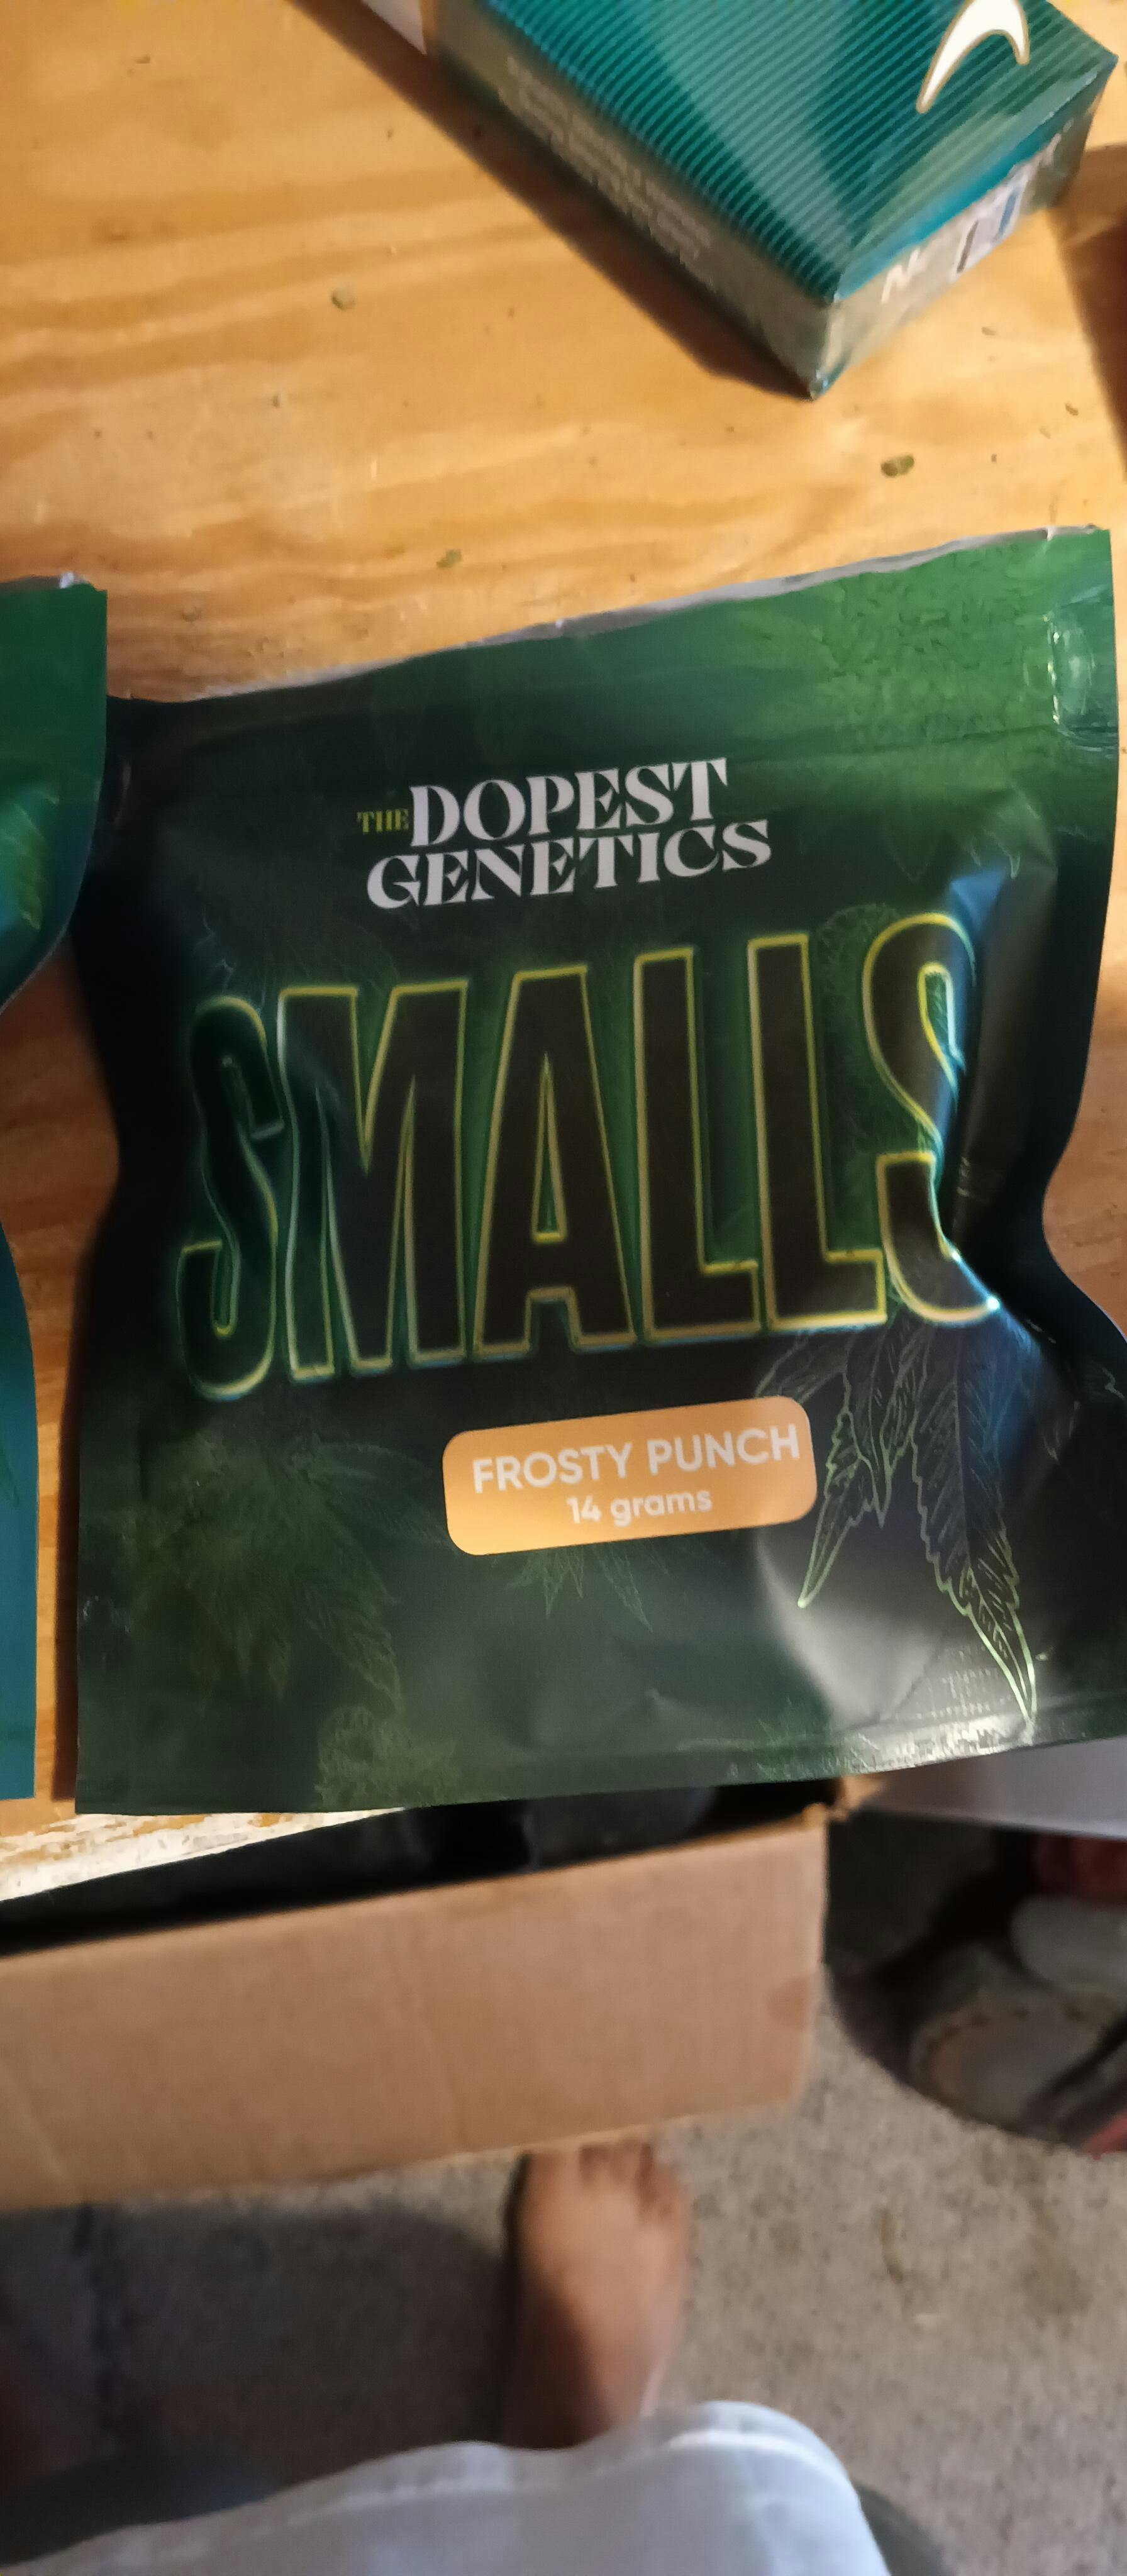 THE DOPEST
GENETICS
SMALLS
FROSTY PUNCH
14 grams